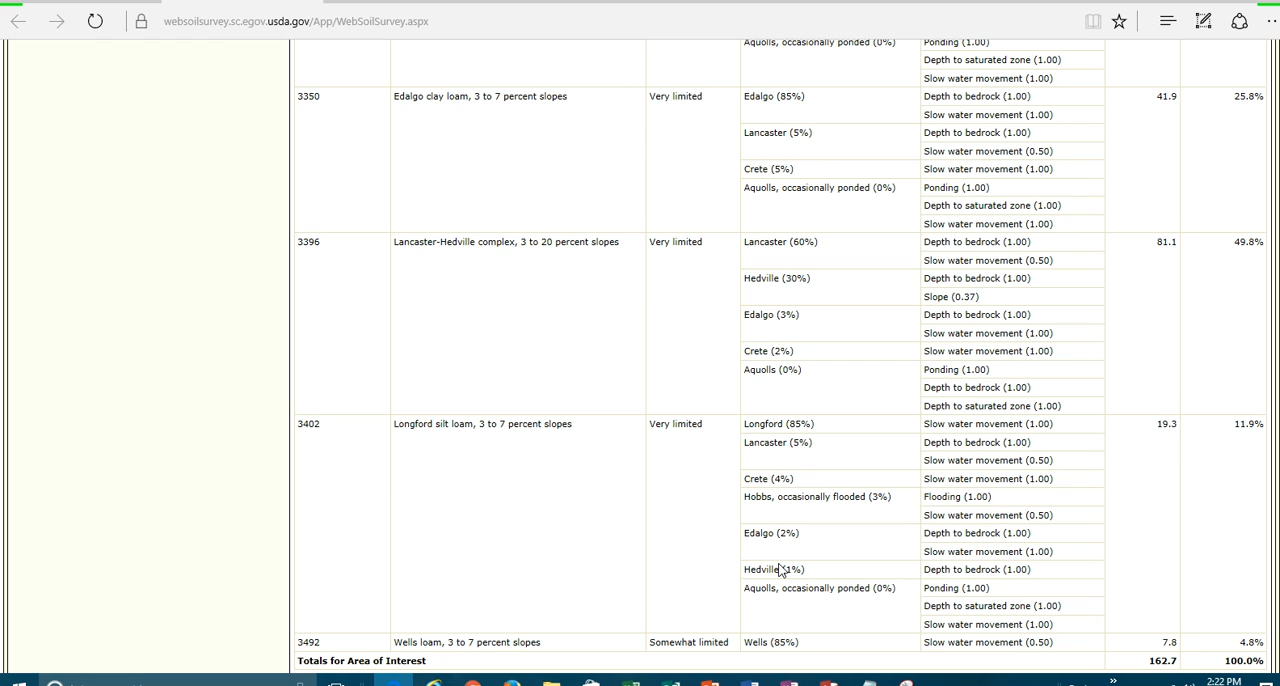 websoilsurvey.sc.egov.usda.gov/App/WebSoilSurvey.aspx
Aquolls, occasionally ponded (0%) Ponding (1.00)
Depth to saturated zone (1.00)
Slow water movement (1.00)
3350 Edalgo clay loam, 3 to 7 percent slopes Very limited Edalgo (85%) Depth to bedrock (1.00) 41.9 25.8%
Slow water movement (1.00)
Lancaster (5%) Depth to bedrock (1.00)
Slow water movement (0.50)
Crete (5%) Slow water movement (1.00)
Aquolls, occasionally ponded (0%) Ponding (1.00)
Depth to saturated zone (1.00)
Slow water movement (1.00)
3396 Lancaster-Hedville complex, 3 to 20 percent slopes Very limited Lancaster (60%) Depth to bedrock (1.00) 81.1 49.8%
Slow water movement (0.50)
Hedville (30%) Depth to bedrock (1.00)
Slope (0.37)
Edalgo (3%) Depth to bedrock (1.00)
Slow water movement (1.00)
Crete (2%) Slow water movement (1.00)
Aquolls (0%) Ponding (1.00)
Depth to bedrock (1.00)
Depth to saturated zone (1.00)
3402 Longford silt loam, 3 to 7 percent slopes Very limited Longford (85%) Slow water movement (1.00) 19.3 11.9%
Lancaster (5%) Depth to bedrock (1.00)
Slow water movement (0.50)
Crete (4%) Slow water movement (1.00)
Hobbs, occasionally flooded (3%) Flooding (1.00)
Slow water movement (0.50)
Edalgo (2%) Depth to bedrock (1.00)
Slow water movement (1.00)
Hedville (1%) Depth to bedrock (1.00)
Aquolls, occasionally ponded (0%) Ponding (1.00)
Depth to saturated zone (1.00)
Slow water movement (1.00)
3492 Wells loam, 3 to 7 percent slopes Somewhat limited Wells (85%) Slow water movement (0.50) 7.8 4.8%
Totals for Area of Interest 162.7 100.0%
2:22 PM